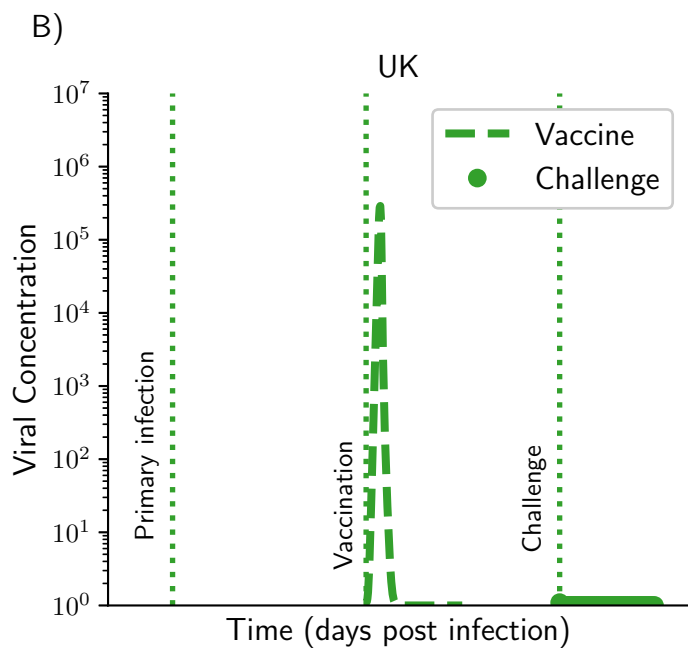 B)
UK
Vaccine
Challenge
10^7
10^6
10^5
10^4
10^3
10^2
10^1
10^0
Viral Concentration
Primary infection
Vaccination
Challenge
Time (days post infection)